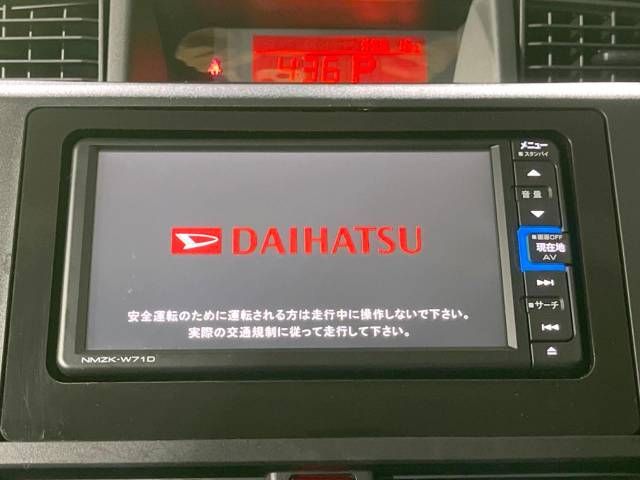 DAIHATSU
安全運転のために運転される方は走行中に操作しないで下さい。
実際の交通規制に従って走行して下さい。
NMZK-W71D
メニュー
■ スタンバイ
音量
■ 画面OFF
現在地
AV
■ サーチ